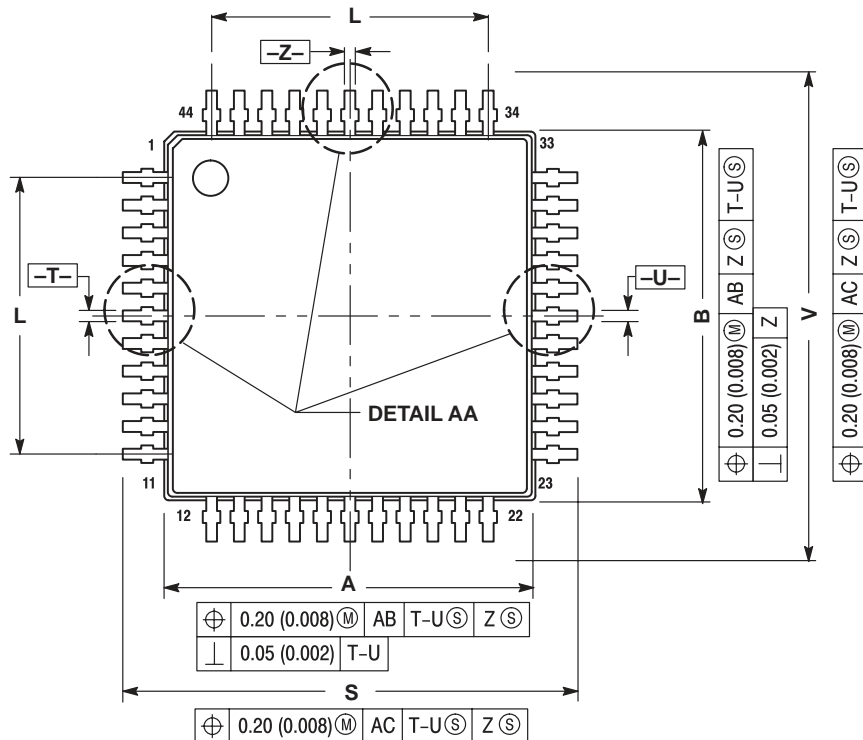 L
–Z–
44
34
1
33
–T–
–U–
L
B
V
DETAIL AA
11
23
12
22
A
⌖ 0.20 (0.008) Ⓜ AB T–U Ⓢ Z Ⓢ
⊥ 0.05 (0.002) T–U
S
⌖ 0.20 (0.008) Ⓜ AC T–U Ⓢ Z Ⓢ
⌖ 0.20 (0.008) Ⓜ AB Z Ⓢ T–U Ⓢ
⊥ 0.05 (0.002) Z
⌖ 0.20 (0.008) Ⓜ AC Z Ⓢ T–U Ⓢ